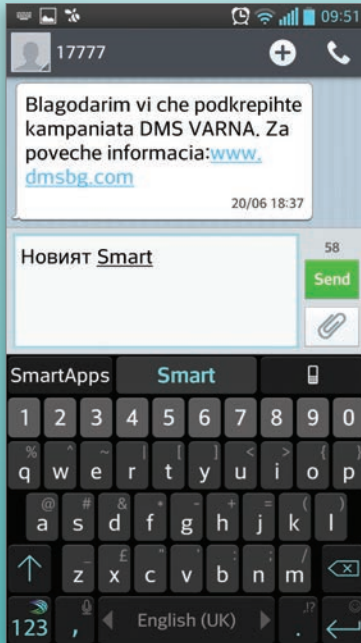 09:51
17777
Blagodarim vi che podkrepihte
kampaniata DMS VARNA. Za
poveche informacia:www.
dmsbg.com
20/06 18:37
Новият Smart
58
Send
SmartApps Smart
1 2 3 4 5 6 7 8 9 0
% ^ ~ | [ ] < > { }
q w e r t y u i o p
@ # & * - + = ( )
a s d f g h j k l
£ " ' : ; /
z x c v b n m
123 , English (UK) . !?